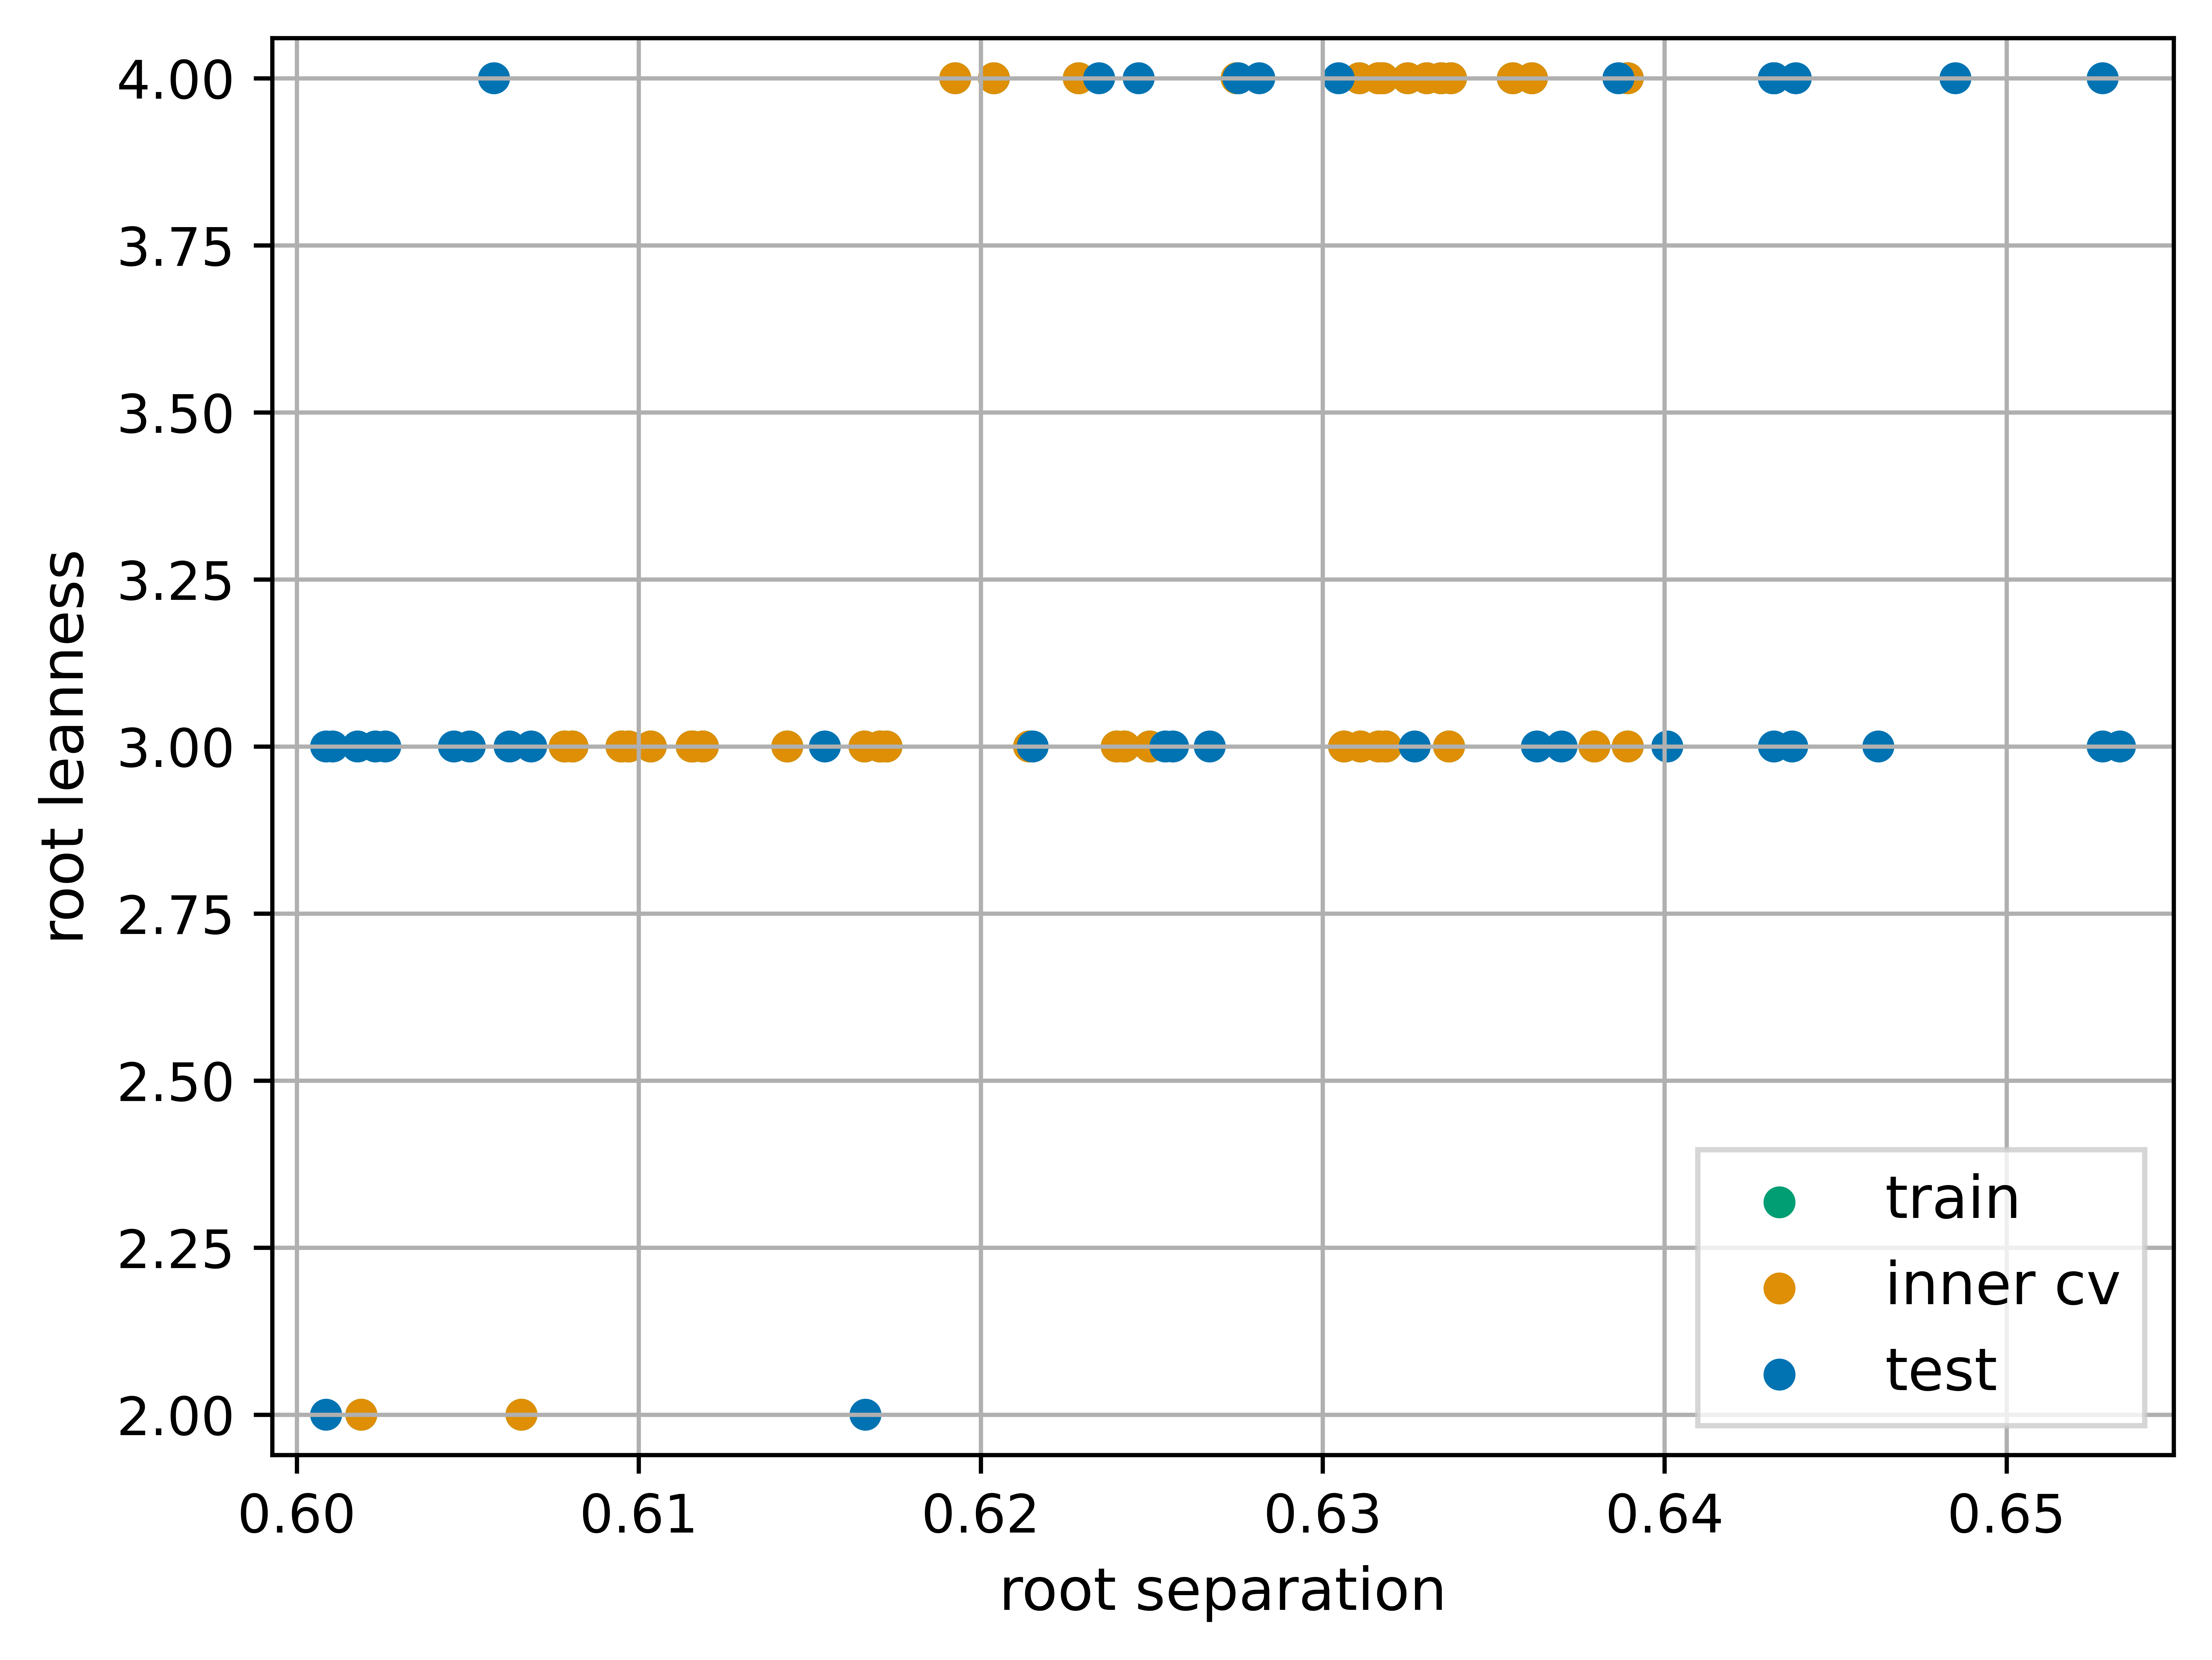 4.00
3.75
3.50
3.25
3.00
2.75
2.50
2.25
2.00
root leanness
train
inner cv
test
0.60 0.61 0.62 0.63 0.64 0.65
root separation